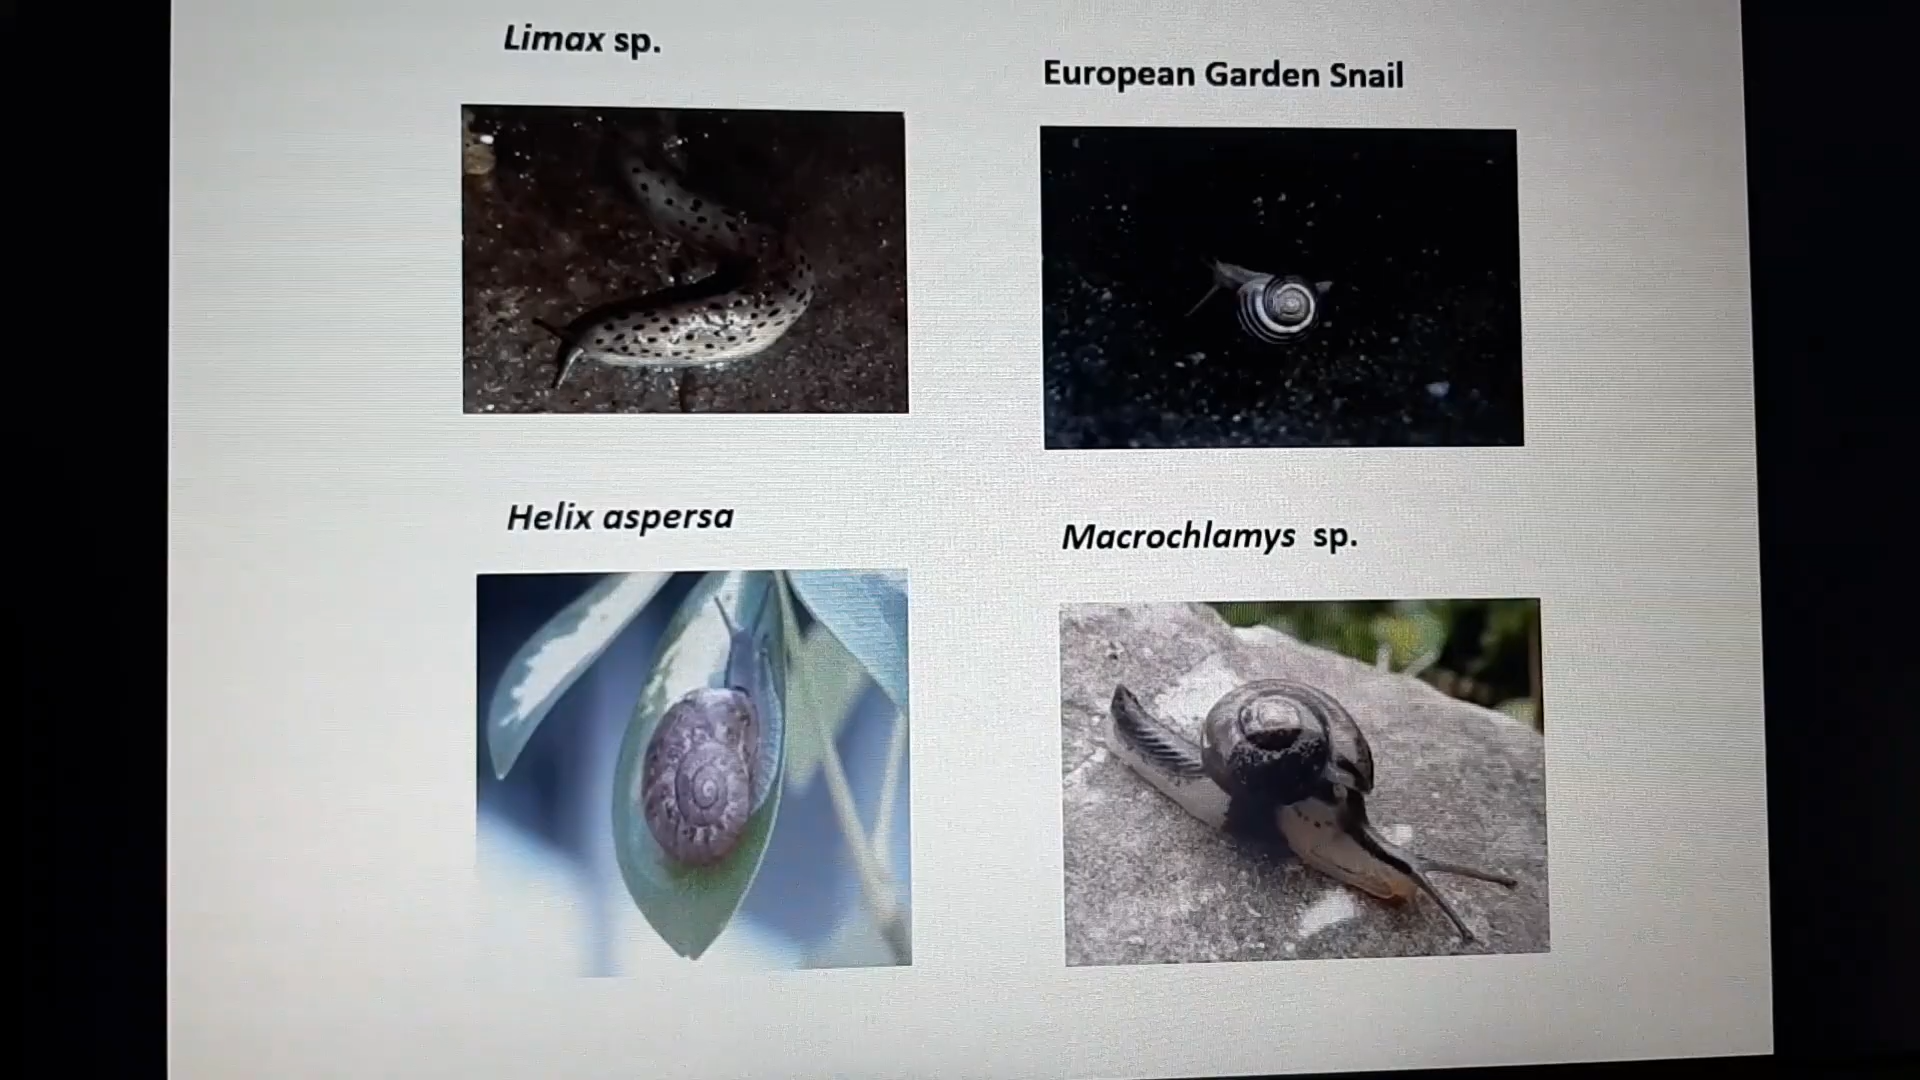 Limax sp.
European Garden Snail
Helix aspersa
Macrochlamys sp.